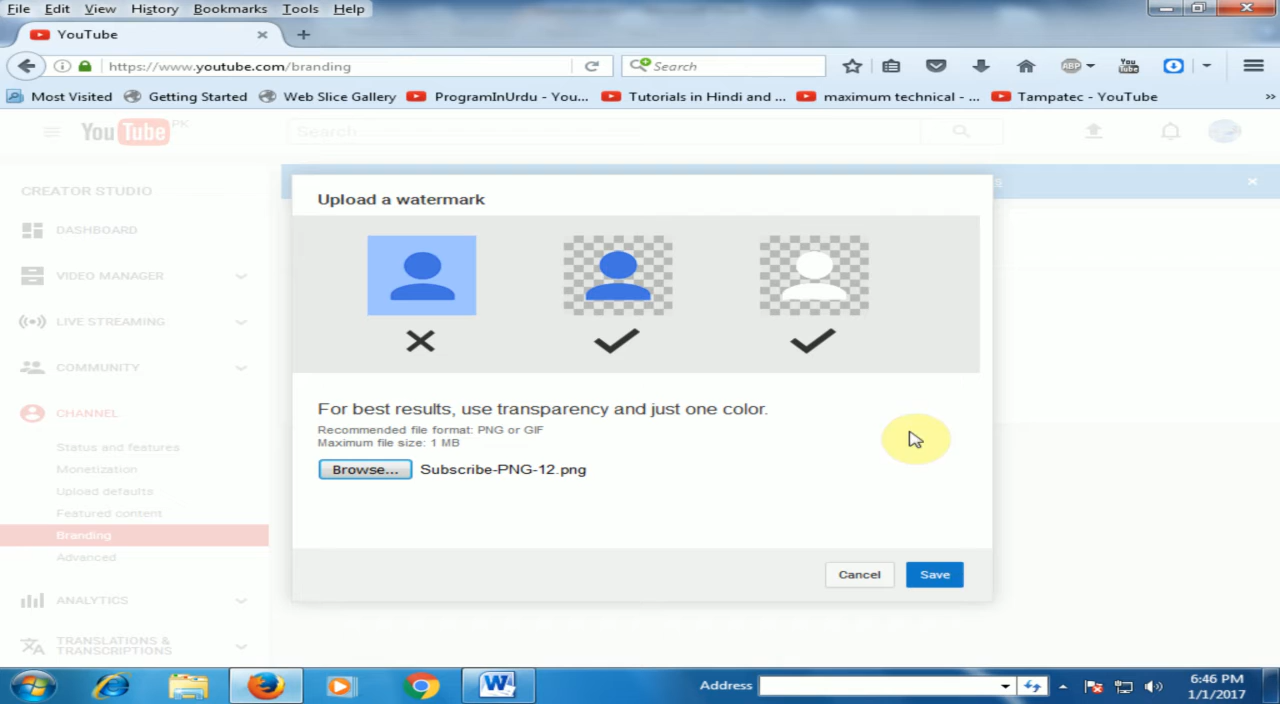 File Edit View History Bookmarks Tools Help
YouTube
https://www.youtube.com/branding
Search
Most Visited Getting Started Web Slice Gallery ProgramInUrdu - You... Tutorials in Hindi and ... maximum technical - ... Tampatec - YouTube »
YouTube PK
Search
CREATOR STUDIO
DASHBOARD
VIDEO MANAGER
LIVE STREAMING
COMMUNITY
CHANNEL
Status and features
Monetization
Upload defaults
Featured content
Branding
Advanced
ANALYTICS
TRANSLATIONS &
TRANSCRIPTIONS
Upload a watermark
For best results, use transparency and just one color.
Recommended file format: PNG or GIF
Maximum file size: 1 MB
Browse... Subscribe-PNG-12.png
Cancel Save
Address
6:46 PM
1/1/2017